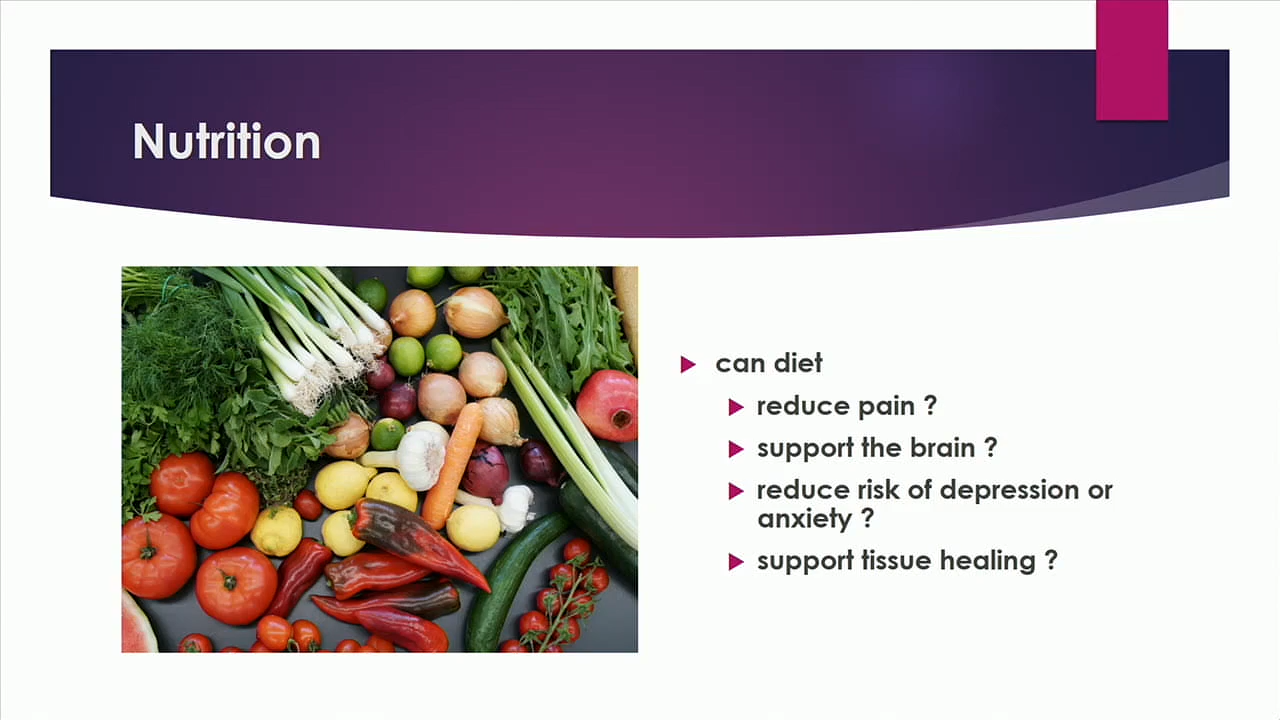 Nutrition
can diet
reduce pain ?
support the brain ?
reduce risk of depression or
anxiety ?
support tissue healing ?